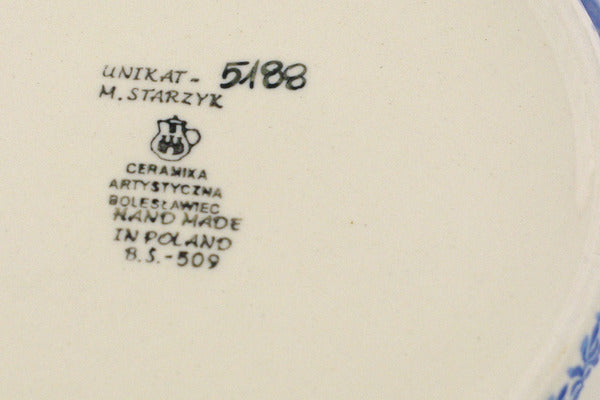 UNIKAT - 5188
M. STARZYK
CERAMIKA
ARTYSTYCZNA
BOLESŁAWIEC
HAND MADE
IN POLAND
B.S.-509